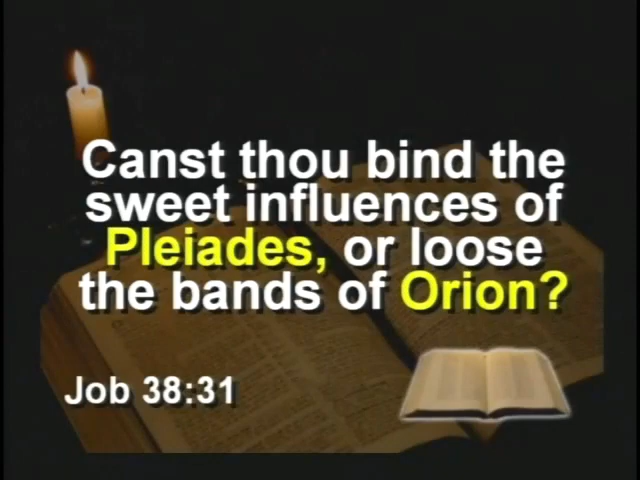 Canst thou bind the
sweet influences of
Pleiades, or loose
the bands of Orion?
Job 38:31